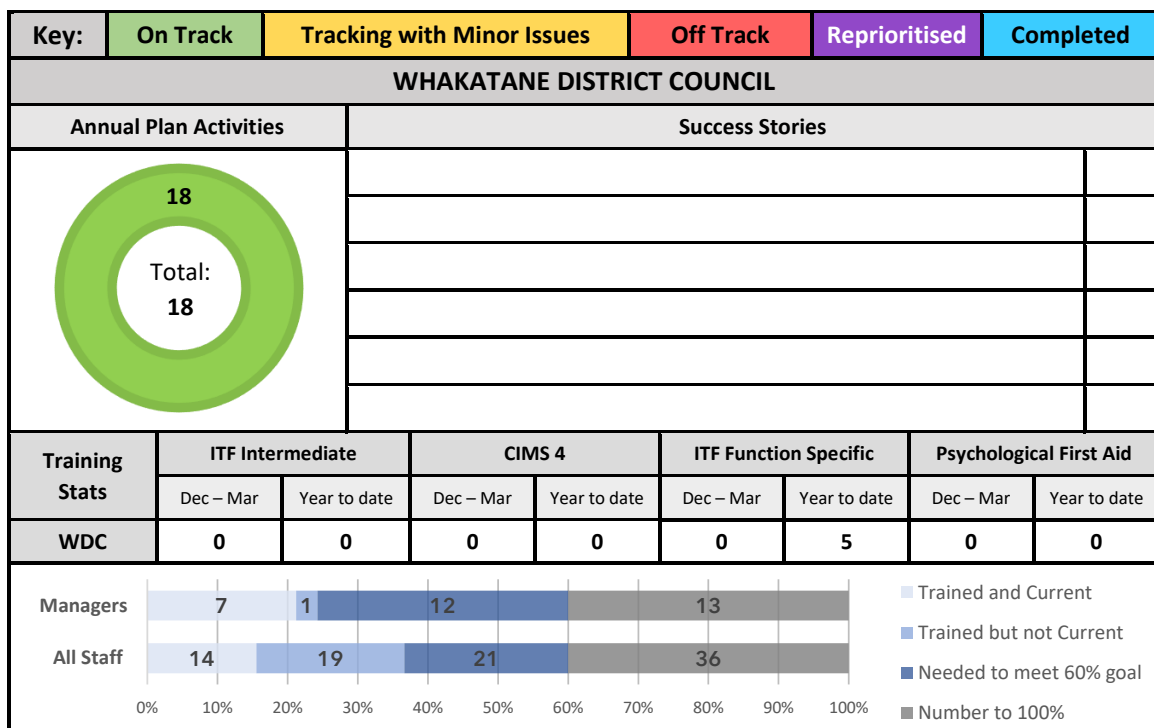 Key: On Track Tracking with Minor Issues Off Track Reprioritised Completed
WHAKATANE DISTRICT COUNCIL
Annual Plan Activities Success Stories
18
Total:
18
Training Stats ITF Intermediate CIMS 4 ITF Function Specific Psychological First Aid
Dec – Mar Year to date Dec – Mar Year to date Dec – Mar Year to date Dec – Mar Year to date
WDC 0 0 0 0 0 5 0 0
Managers 7 1 12 13
All Staff 14 19 21 36
0% 10% 20% 30% 40% 50% 60% 70% 80% 90% 100%
Trained and Current
Trained but not Current
Needed to meet 60% goal
Number to 100%